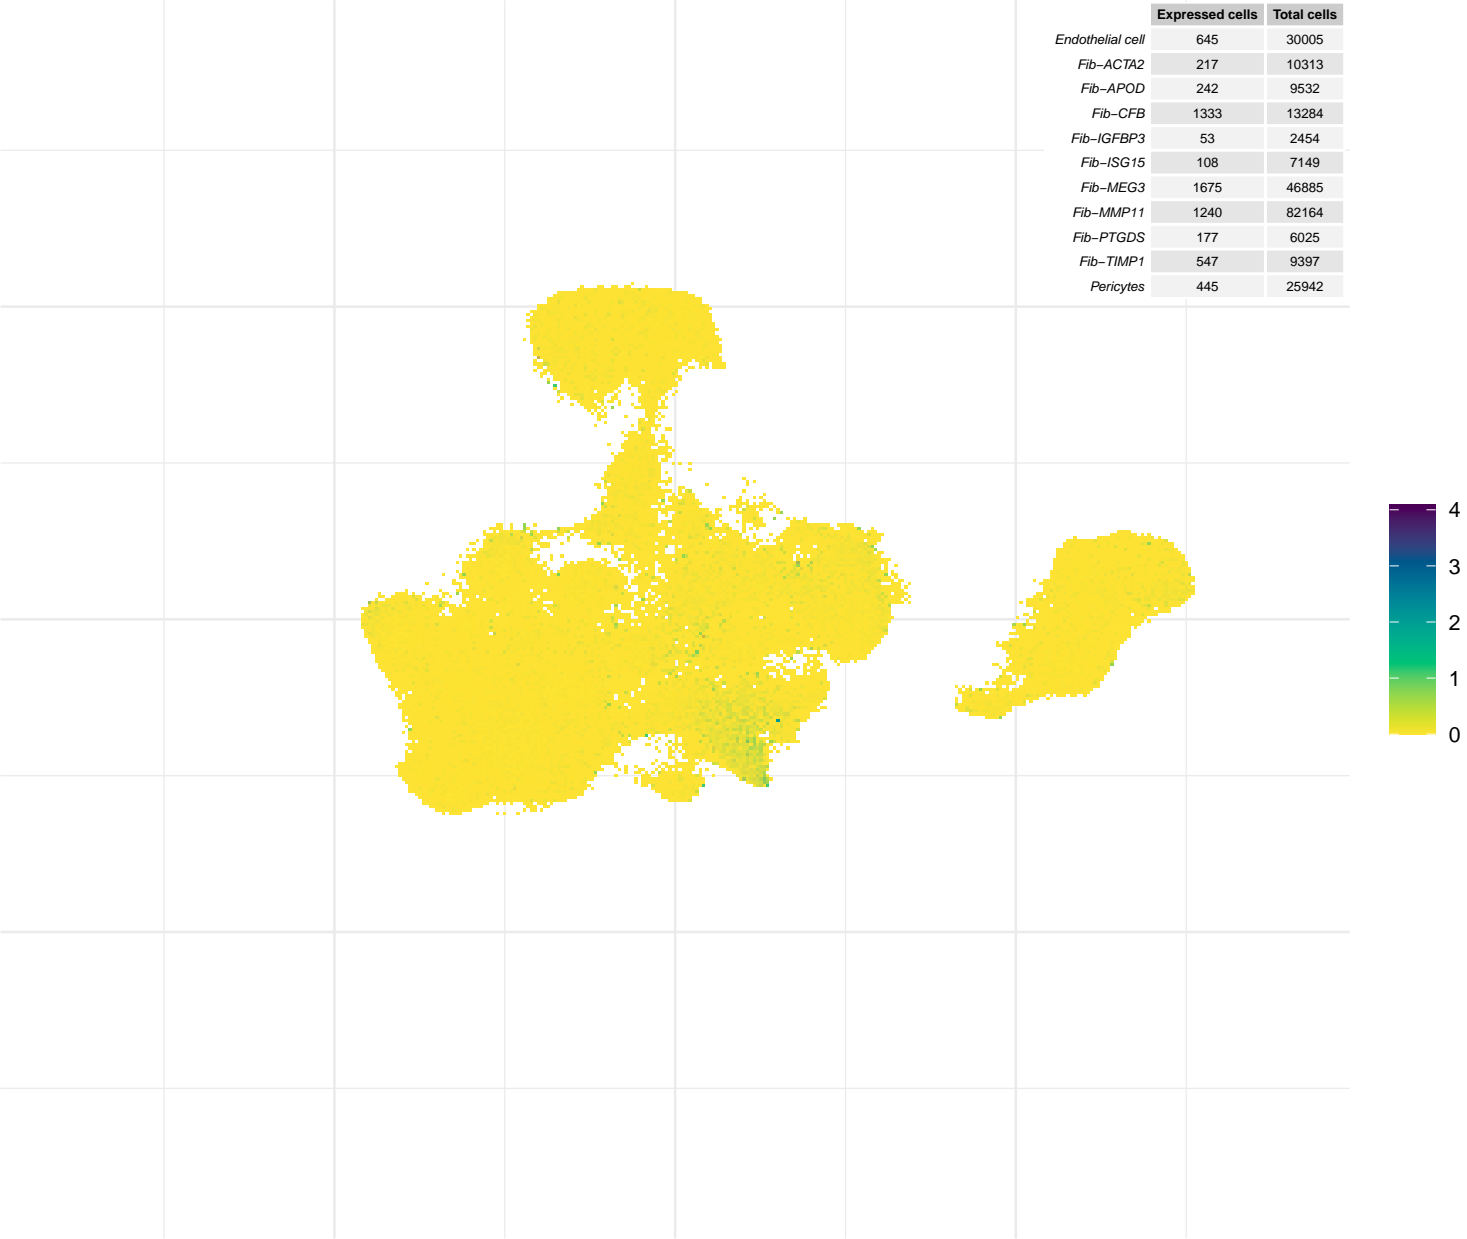 Expressed cells Total cells
Endothelial cell 645 30005
Fib−ACTA2 217 10313
Fib−APOD 242 9532
Fib−CFB 1333 13284
Fib−IGFBP3 53 2454
Fib−ISG15 108 7149
Fib−MEG3 1675 46885
Fib−MMP11 1240 82164
Fib−PTGDS 177 6025
Fib−TIMP1 547 9397
Pericytes 445 25942
4
3
2
1
0